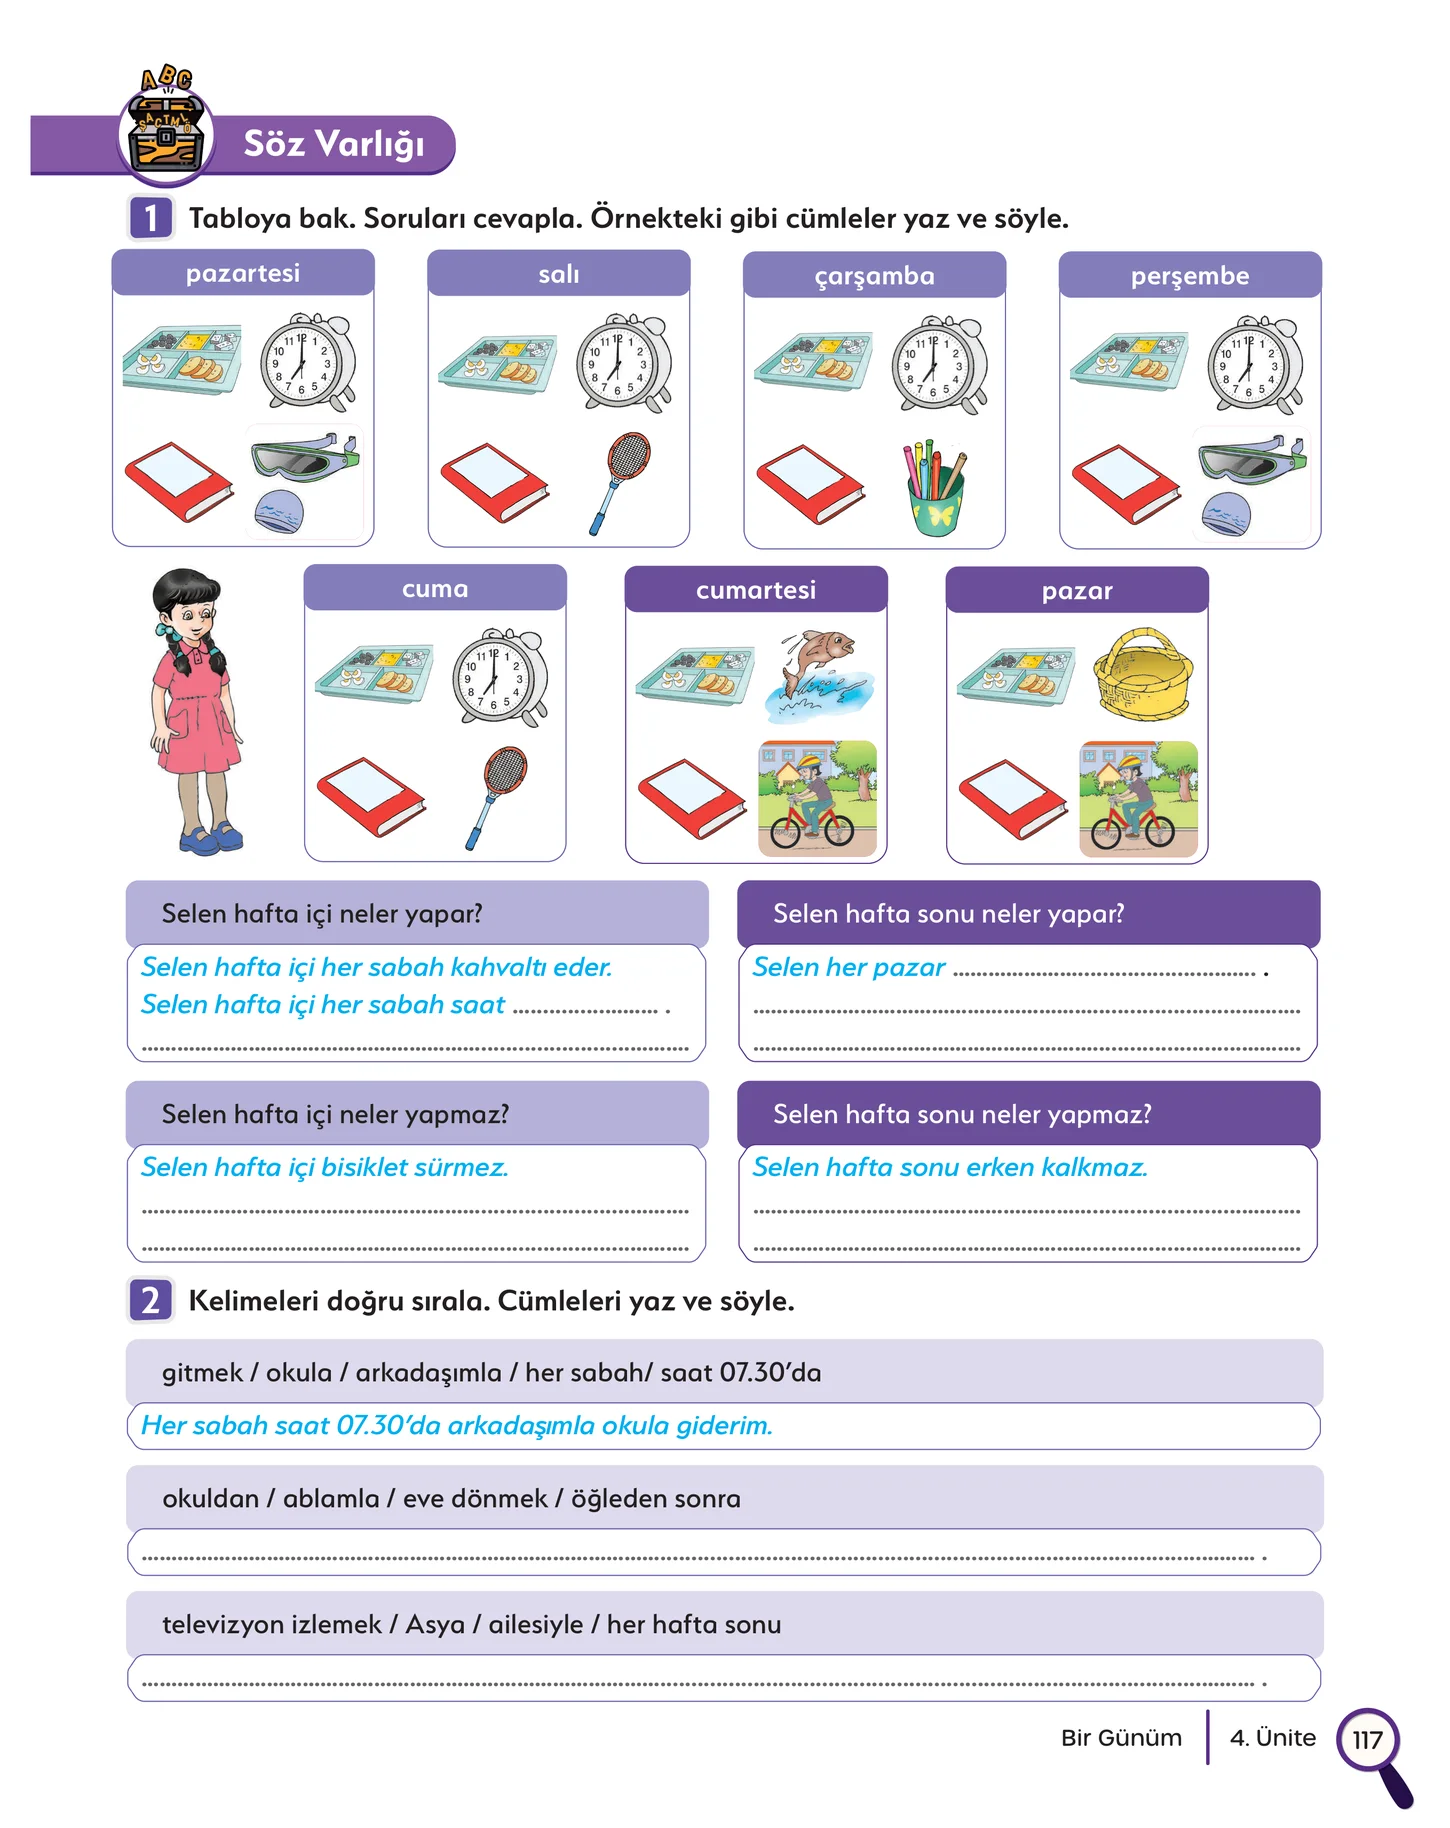 ABC
Söz Varlığı
1 Tabloya bak. Soruları cevapla. Örnekteki gibi cümleler yaz ve söyle.
pazartesi salı çarşamba perşembe
cuma cumartesi pazar
Selen hafta içi neler yapar?
Selen hafta içi her sabah kahvaltı eder.
Selen hafta içi her sabah saat ........................ .
Selen hafta sonu neler yapar?
Selen her pazar .................................................. .
Selen hafta içi neler yapmaz?
Selen hafta içi bisiklet sürmez.
Selen hafta sonu neler yapmaz?
Selen hafta sonu erken kalkmaz.
2 Kelimeleri doğru sırala. Cümleleri yaz ve söyle.
gitmek / okula / arkadaşımla / her sabah/ saat 07.30’da
Her sabah saat 07.30’da arkadaşımla okula giderim.
okuldan / ablamla / eve dönmek / öğleden sonra
televizyon izlemek / Asya / ailesiyle / her hafta sonu
Bir Günüm 4. Ünite 117